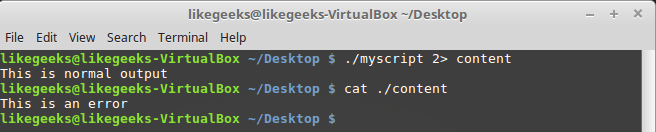 likegeeks@likegeeks-VirtualBox ~/Desktop
File Edit View Search Terminal Help
likegeeks@likegeeks-VirtualBox ~/Desktop $ ./myscript 2> content
This is normal output
likegeeks@likegeeks-VirtualBox ~/Desktop $ cat ./content
This is an error
likegeeks@likegeeks-VirtualBox ~/Desktop $